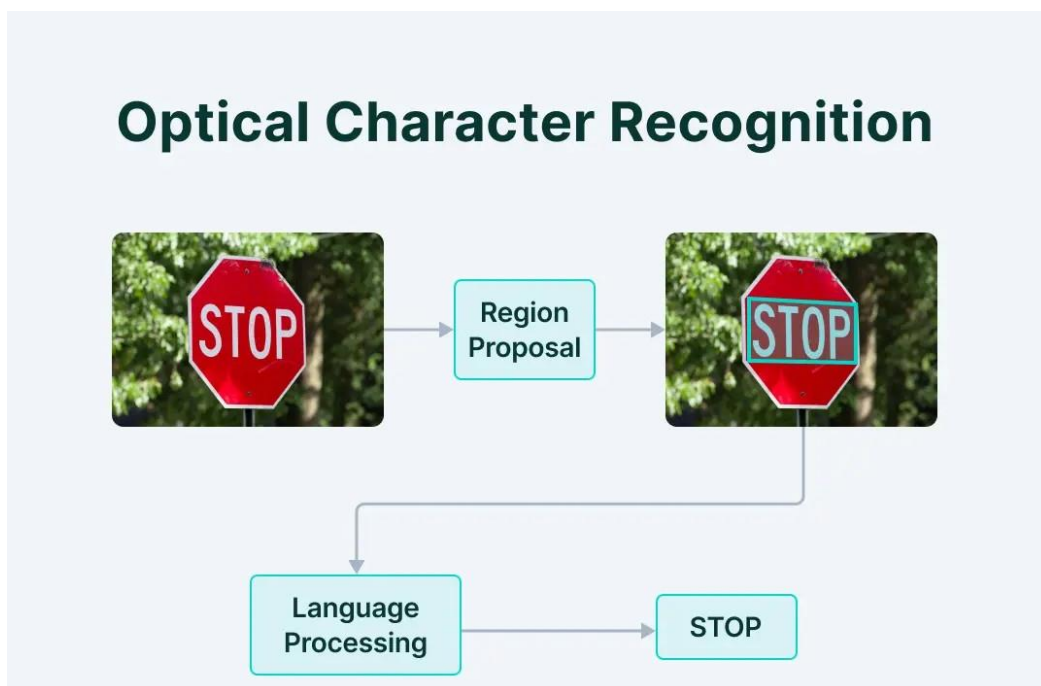 Optical Character Recognition
STOP
Region
Proposal
STOP
Language
Processing
STOP